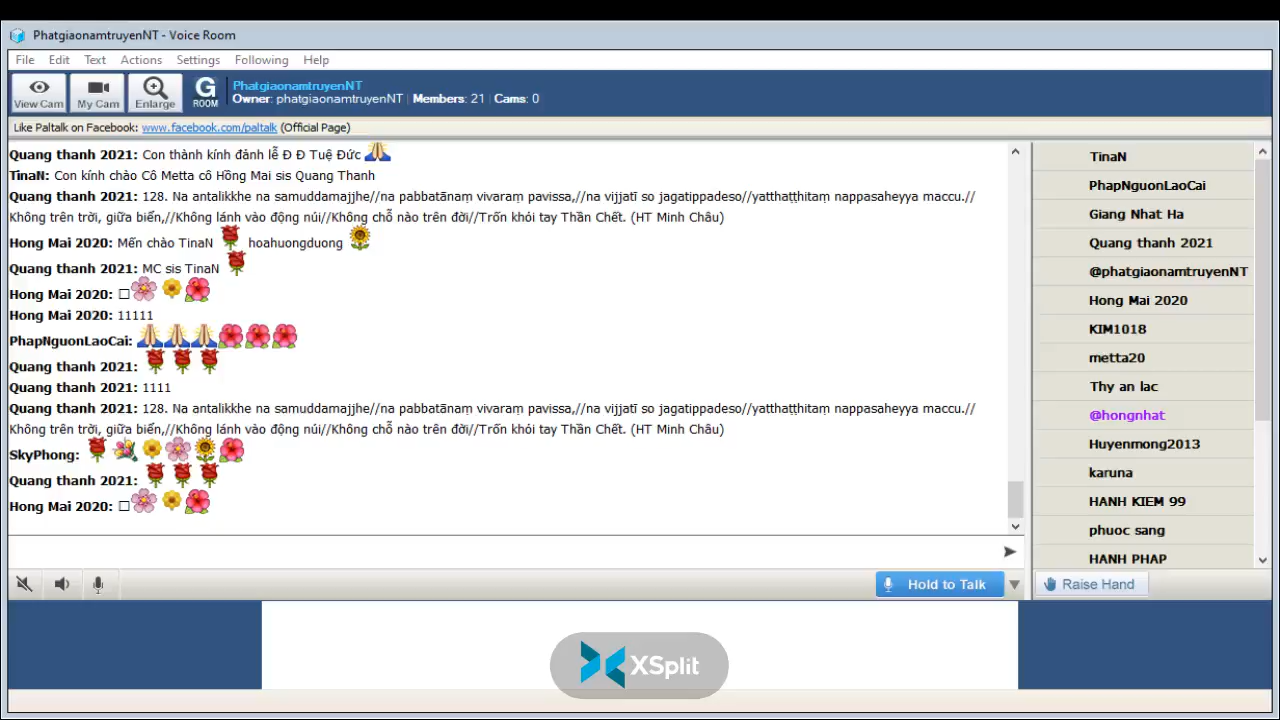 PhatgiaonamtruyenNT - Voice Room
File Edit Text Actions Settings Following Help
View Cam My Cam Enlarge G ROOM
PhatgiaonamtruyenNT
Owner: phatgiaonamtruyenNT | Members: 21 | Cams: 0
Like Paltalk on Facebook: www.facebook.com/paltalk (Official Page)
Quang thanh 2021: Con thành kính đảnh lễ Đ Đ Tuệ Đức
TinaN: Con kính chào Cô Metta cô Hồng Mai sis Quang Thanh
Quang thanh 2021: 128. Na antalikkhe na samuddamajjhe//na pabbatānaṃ vivaraṃ pavissa,//na vijjatī so jagatippadeso//yatthaṭṭhitaṃ nappasaheyya maccu.//
Không trên trời, giữa biển,//Không lánh vào động núi//Không chỗ nào trên đời//Trốn khỏi tay Thần Chết. (HT Minh Châu)
Hong Mai 2020: Mến chào TinaN hoahuongduong
Quang thanh 2021: MC sis TinaN
Hong Mai 2020:
Hong Mai 2020: 11111
PhapNguonLaoCai:
Quang thanh 2021:
Quang thanh 2021: 1111
Quang thanh 2021: 128. Na antalikkhe na samuddamajjhe//na pabbatānaṃ vivaraṃ pavissa,//na vijjatī so jagatippadeso//yatthaṭṭhitaṃ nappasaheyya maccu.//
Không trên trời, giữa biển,//Không lánh vào động núi//Không chỗ nào trên đời//Trốn khỏi tay Thần Chết. (HT Minh Châu)
SkyPhong:
Quang thanh 2021:
Hong Mai 2020:
TinaN
PhapNguonLaoCai
Giang Nhat Ha
Quang thanh 2021
@phatgiaonamtruyenNT
Hong Mai 2020
KIM1018
metta20
Thy an lac
@hongnhat
Huyenmong2013
karuna
HANH KIEM 99
phuoc sang
HANH PHAP
Hold to Talk
Raise Hand
XSplit